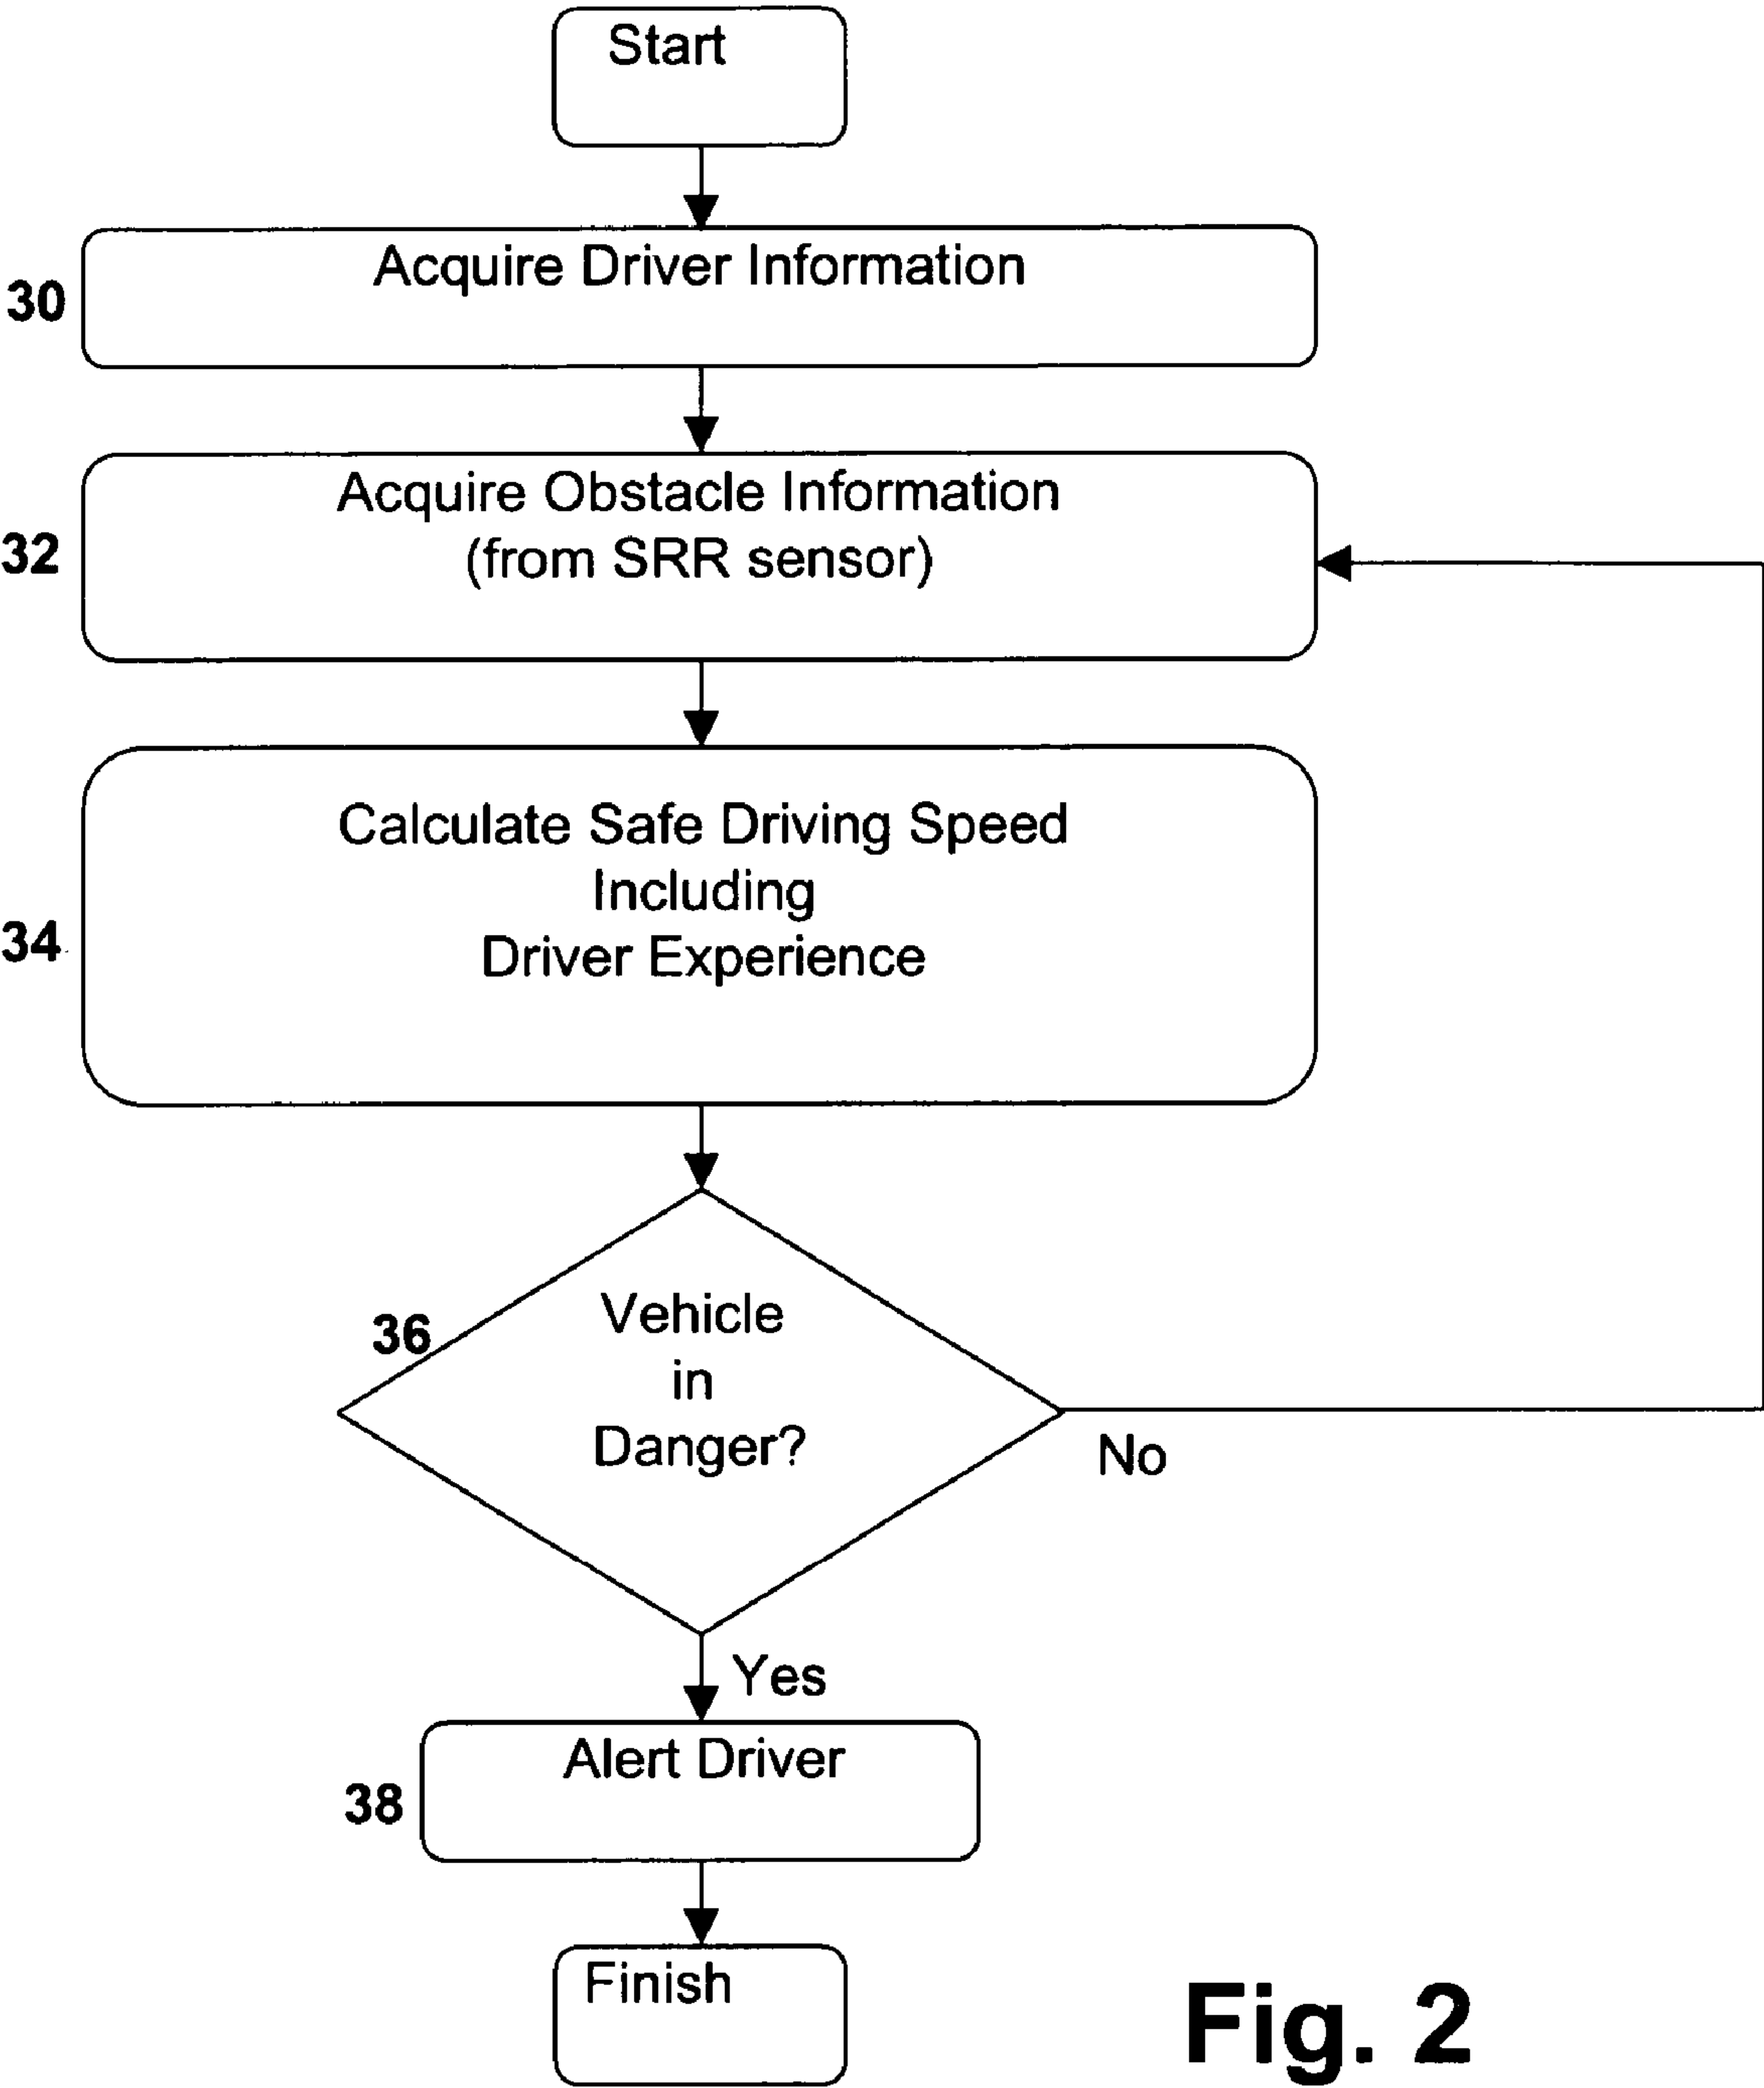 Start
Acquire Driver Information
30
Acquire Obstacle Information
(from SRR sensor)
32
Calculate Safe Driving Speed
Including
Driver Experience
34
36
Vehicle
in
Danger?
No
Yes
Alert Driver
38
Finish
Fig. 2